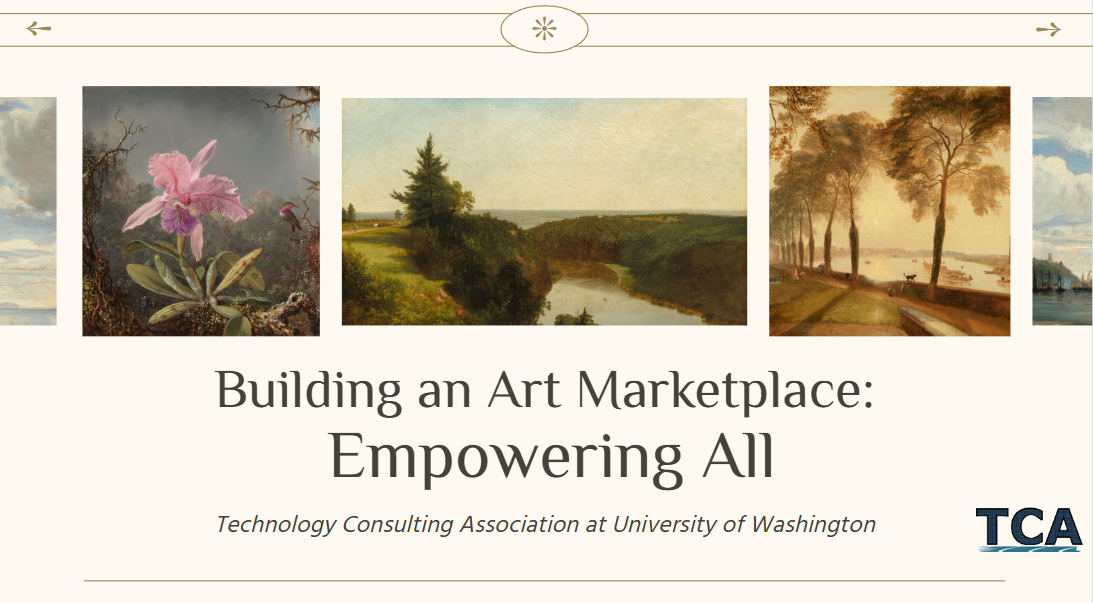 Building an Art Marketplace:
Empowering All
Technology Consulting Association at University of Washington
TCA